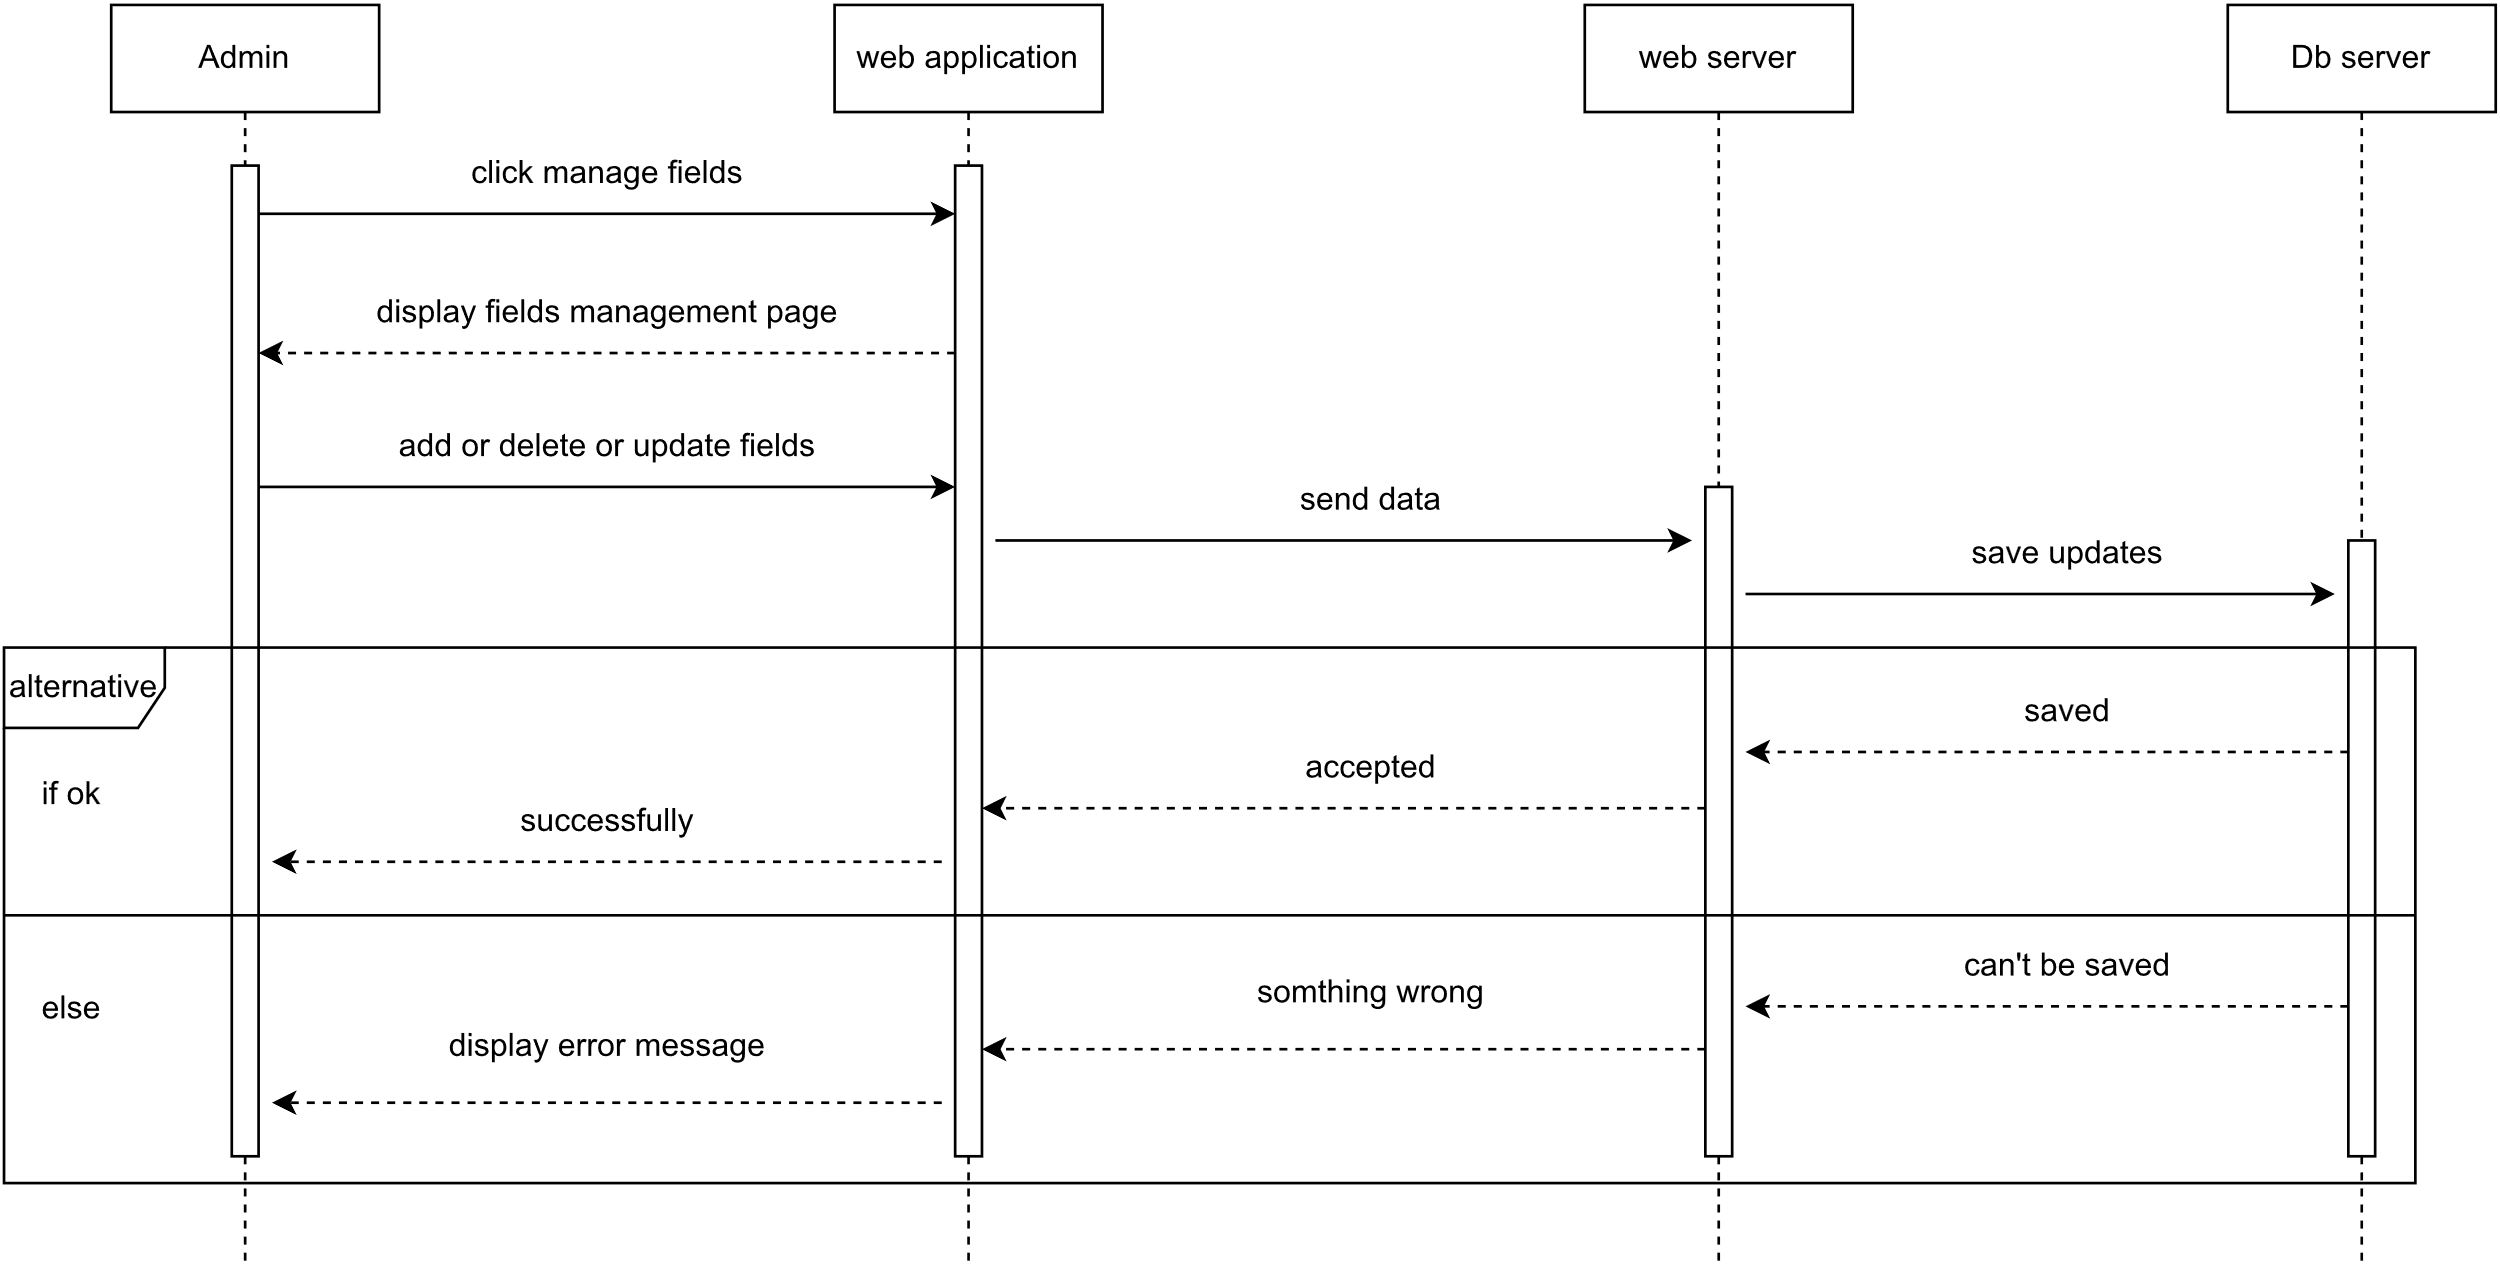 Admin
web application
web server
Db server
click manage fields
display fields management page
add or delete or update fields
send data
save updates
alternative
saved
accepted
if ok
successfully
can't be saved
somthing wrong
else
display error message